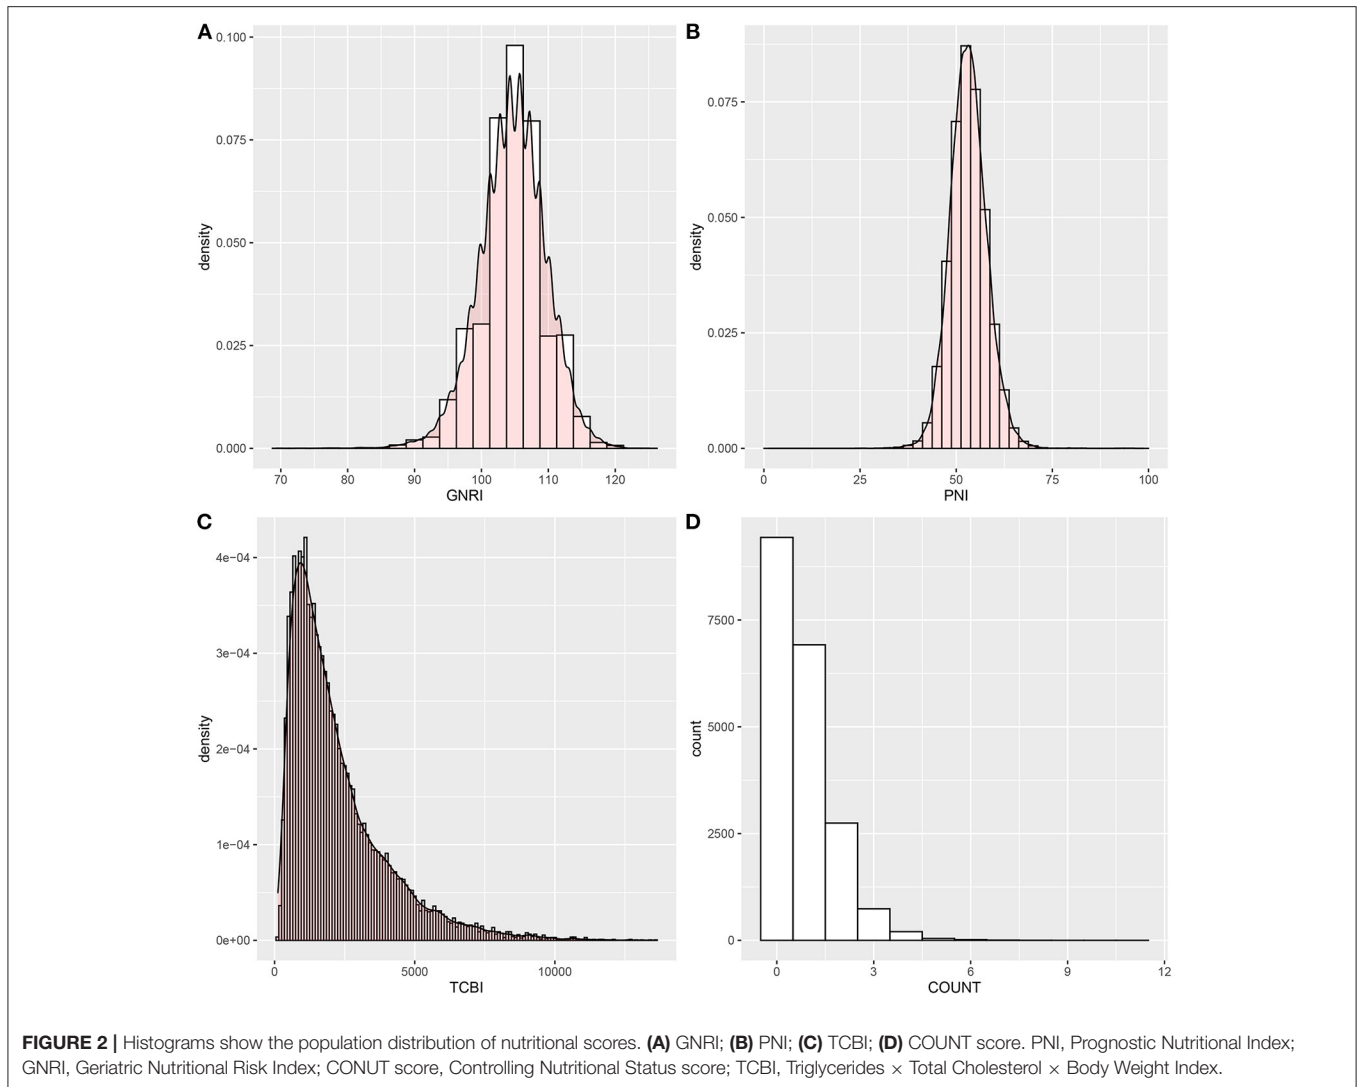 A
0.100
0.075
0.050
0.025
0.000
density
70 80 90 100 110 120
GNRI
B
0.075
0.050
0.025
0.000
density
0 25 50 75 100
PNI
C
4e−04
3e−04
2e−04
1e−04
0e+00
density
0 5000 10000
TCBI
D
7500
5000
2500
0
count
0 3 6 9 12
COUNT
FIGURE 2 | Histograms show the population distribution of nutritional scores. (A) GNRI; (B) PNI; (C) TCBI; (D) COUNT score. PNI, Prognostic Nutritional Index;
GNRI, Geriatric Nutritional Risk Index; CONUT score, Controlling Nutritional Status score; TCBI, Triglycerides × Total Cholesterol × Body Weight Index.